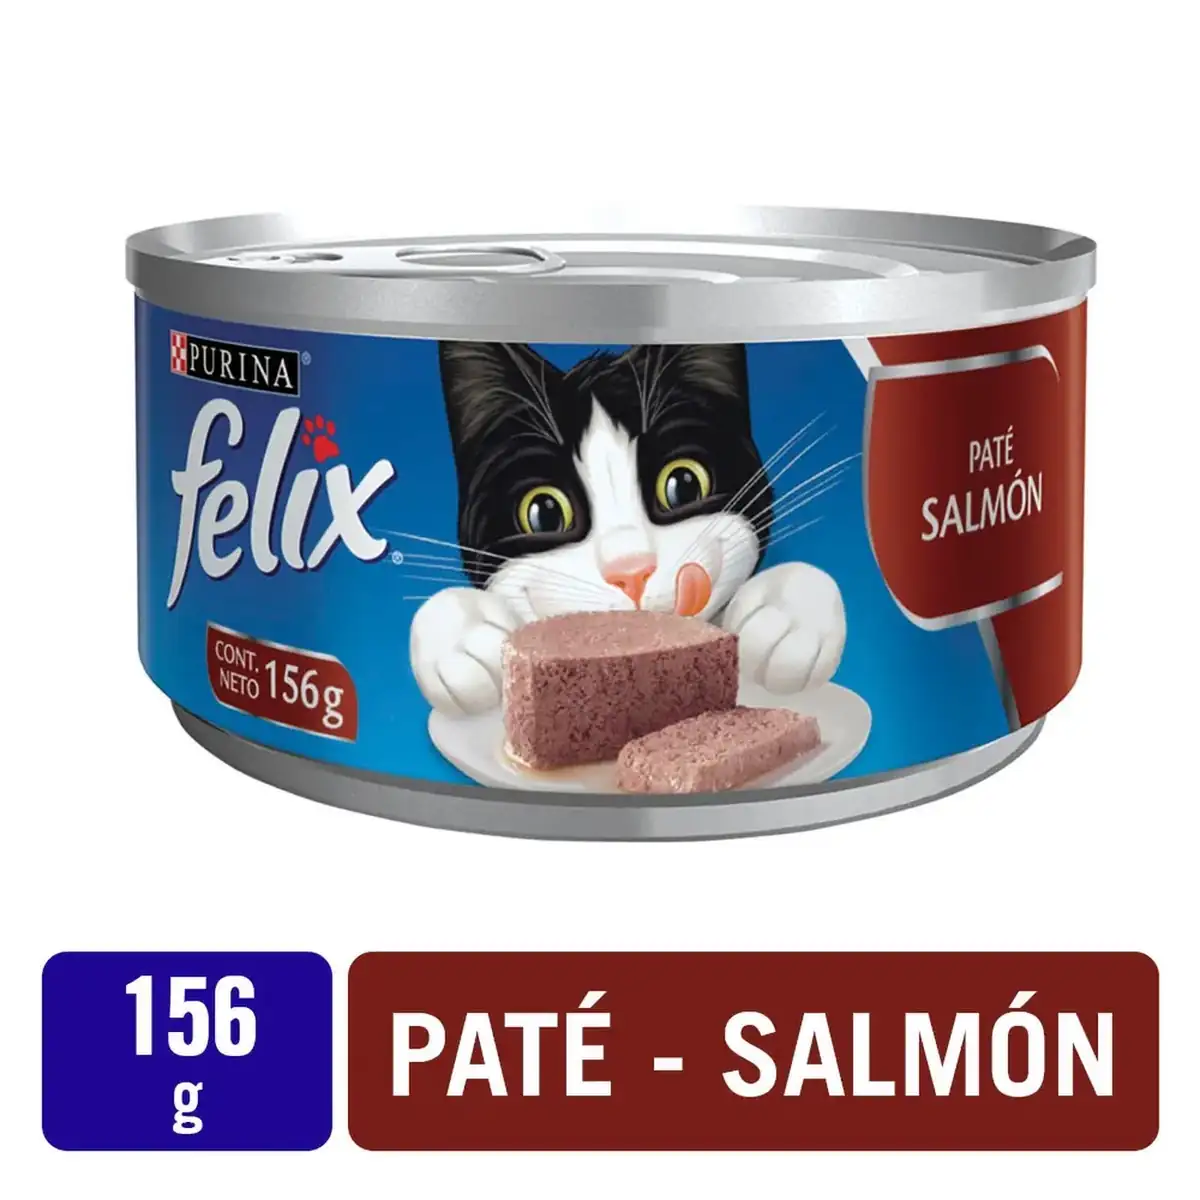 PURINA®
felix®
CONT.
NETO 156g
PATÉ
SALMÓN
156
g
PATÉ - SALMÓN